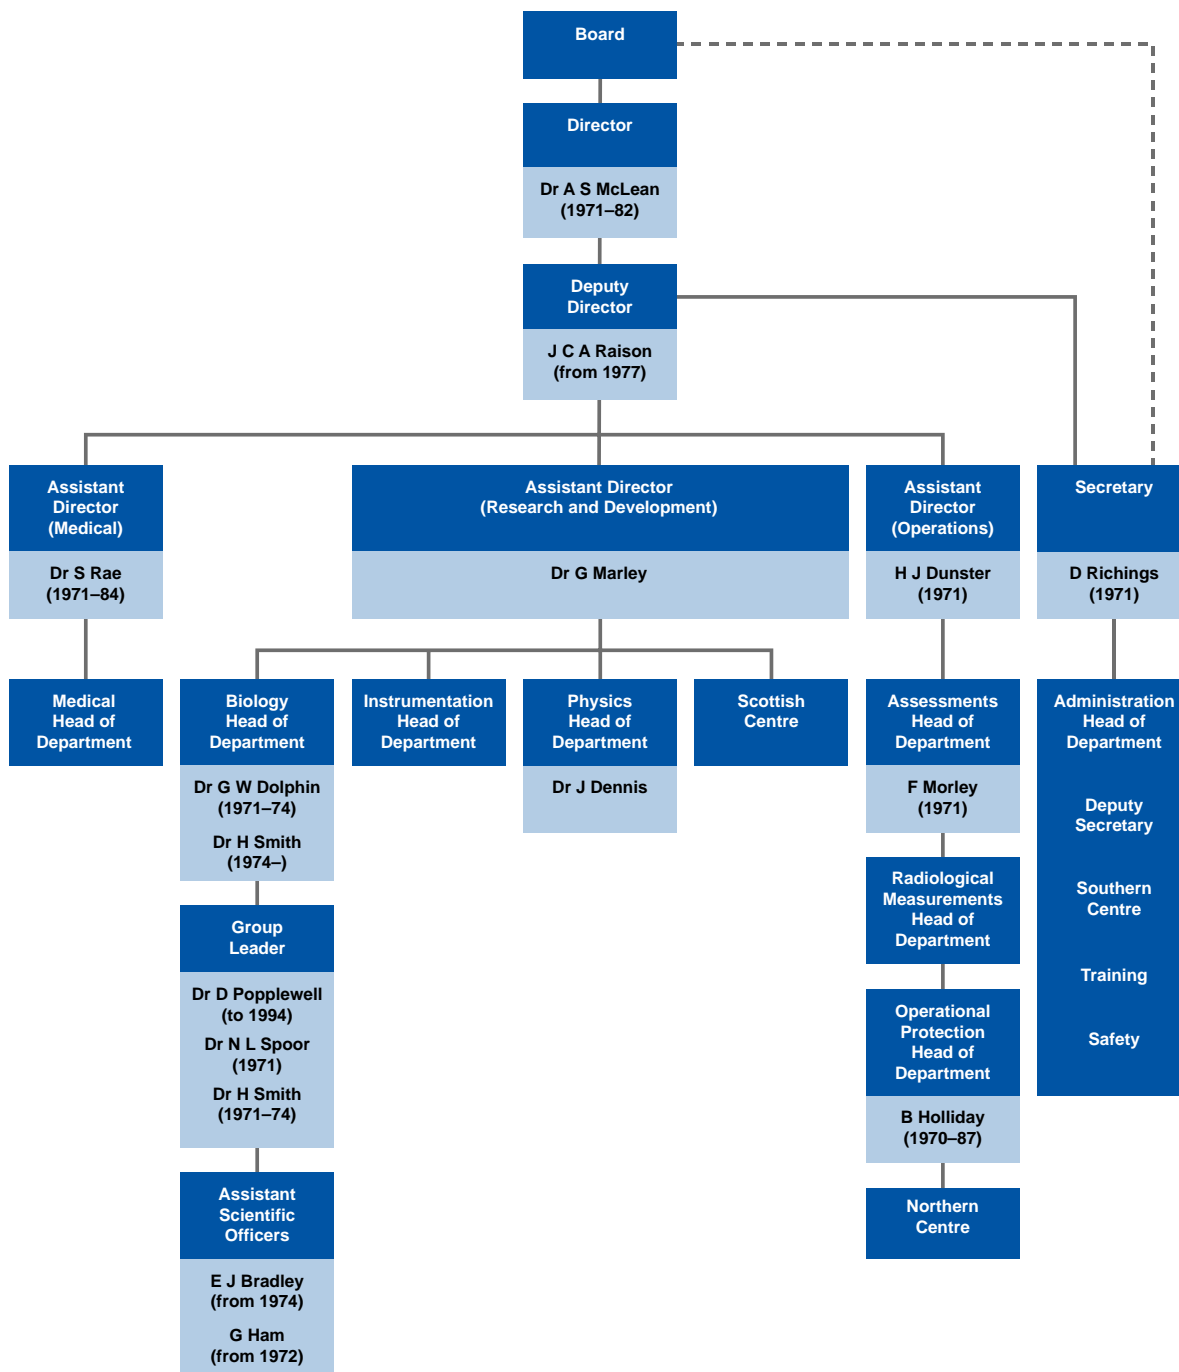 Board
Director
Dr A S McLean
(1971–82)
Deputy
Director
J C A Raison
(from 1977)
Assistant
Director
(Medical)
Dr S Rae
(1971–84)
Assistant Director
(Research and Development)
Dr G Marley
Assistant
Director
(Operations)
H J Dunster
(1971)
Secretary
D Richings
(1971)
Medical
Head of
Department
Biology
Head of
Department
Dr G W Dolphin
(1971–74)
Dr H Smith
(1974–)
Group
Leader
Dr D Popplewell
(to 1994)
Dr N L Spoor
(1971)
Dr H Smith
(1971–74)
Assistant
Scientific
Officers
E J Bradley
(from 1974)
G Ham
(from 1972)
Instrumentation
Head of
Department
Physics
Head of
Department
Dr J Dennis
Scottish
Centre
Assessments
Head of
Department
F Morley
(1971)
Radiological
Measurements
Head of
Department
Operational
Protection
Head of
Department
B Holliday
(1970–87)
Northern
Centre
Administration
Head of
Department
Deputy
Secretary
Southern
Centre
Training
Safety